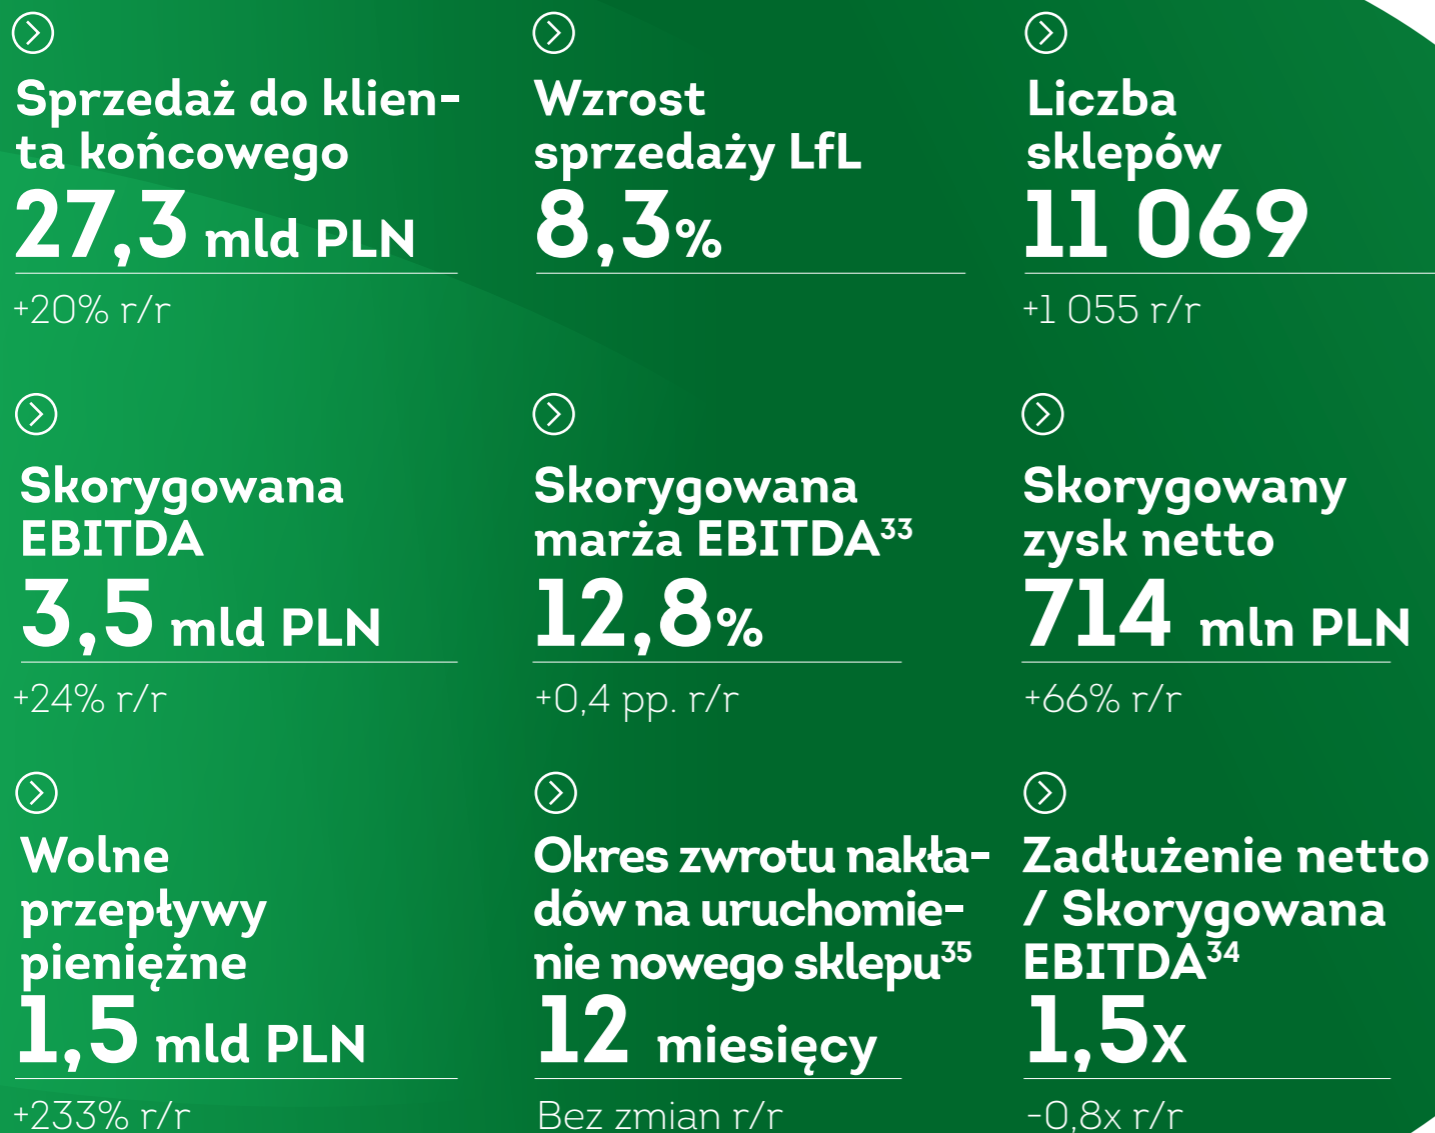 Sprzedaż do klien-
ta końcowego
27,3 mld PLN
+20% r/r
Wzrost
sprzedaży LfL
8,3%
Liczba
sklepów
11 069
+1 055 r/r
Skorygowana
EBITDA
3,5 mld PLN
+24% r/r
Skorygowana
marża EBITDA³³
12,8%
+0,4 pp. r/r
Skorygowany
zysk netto
714 mln PLN
+66% r/r
Wolne
przepływy
pieniężne
1,5 mld PLN
+233% r/r
Okres zwrotu nakła-
dów na uruchomie-
nie nowego sklepu³⁵
12 miesięcy
Bez zmian r/r
Zadłużenie netto
/ Skorygowana
EBITDA³⁴
1,5x
-0,8x r/r